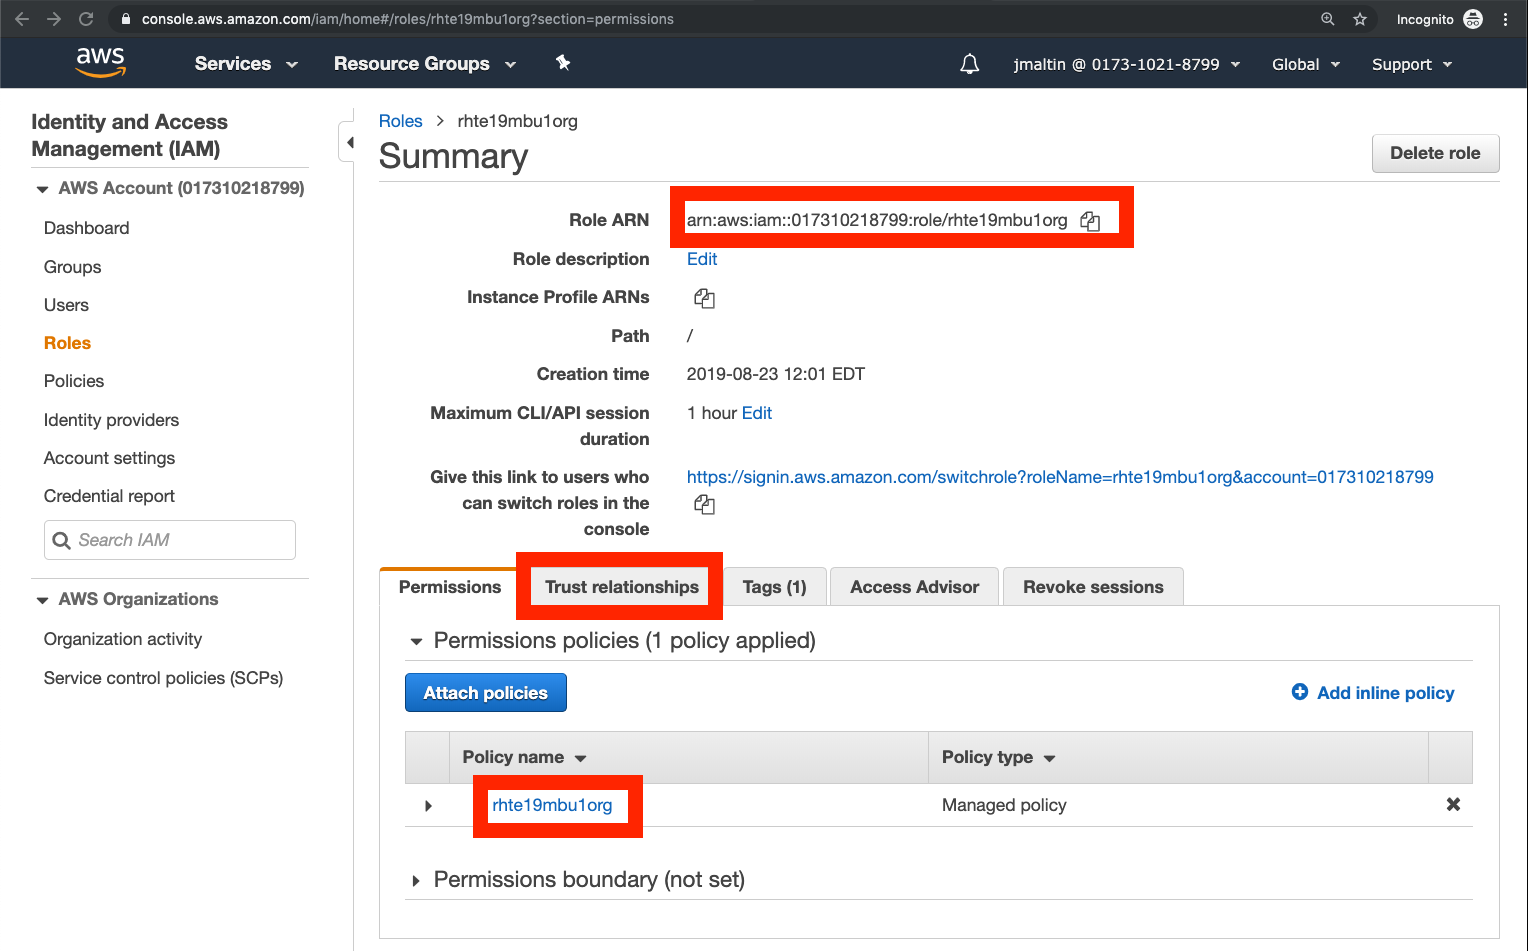 console.aws.amazon.com/iam/home#/roles/rhte19mbu1org?section=permissions
Incognito
aws
Services
Resource Groups
jmaltin @ 0173-1021-8799
Global
Support
Identity and Access
Management (IAM)
AWS Account (017310218799)
Dashboard
Groups
Users
Roles
Policies
Identity providers
Account settings
Credential report
Search IAM
AWS Organizations
Organization activity
Service control policies (SCPs)
Roles > rhte19mbu1org
Summary
Delete role
Role ARN arn:aws:iam::017310218799:role/rhte19mbu1org
Role description Edit
Instance Profile ARNs
Path /
Creation time 2019-08-23 12:01 EDT
Maximum CLI/API session 1 hour Edit
duration
Give this link to users who https://signin.aws.amazon.com/switchrole?roleName=rhte19mbu1org&account=017310218799
can switch roles in the
console
Permissions Trust relationships Tags (1) Access Advisor Revoke sessions
Permissions policies (1 policy applied)
Attach policies
Add inline policy
Policy name Policy type
rhte19mbu1org Managed policy
Permissions boundary (not set)